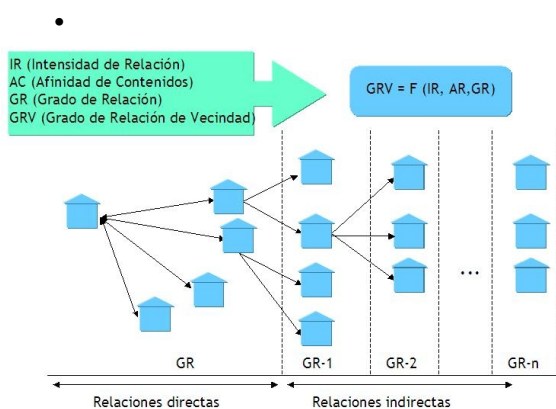 IR (Intensidad de Relación)
AC (Afinidad de Contenidos)
GR (Grado de Relación)
GRV (Grado de Relación de Vecindad)
GRV = F (IR, AR,GR)
...
GR GR-1 GR-2 GR-n
Relaciones directas Relaciones indirectas